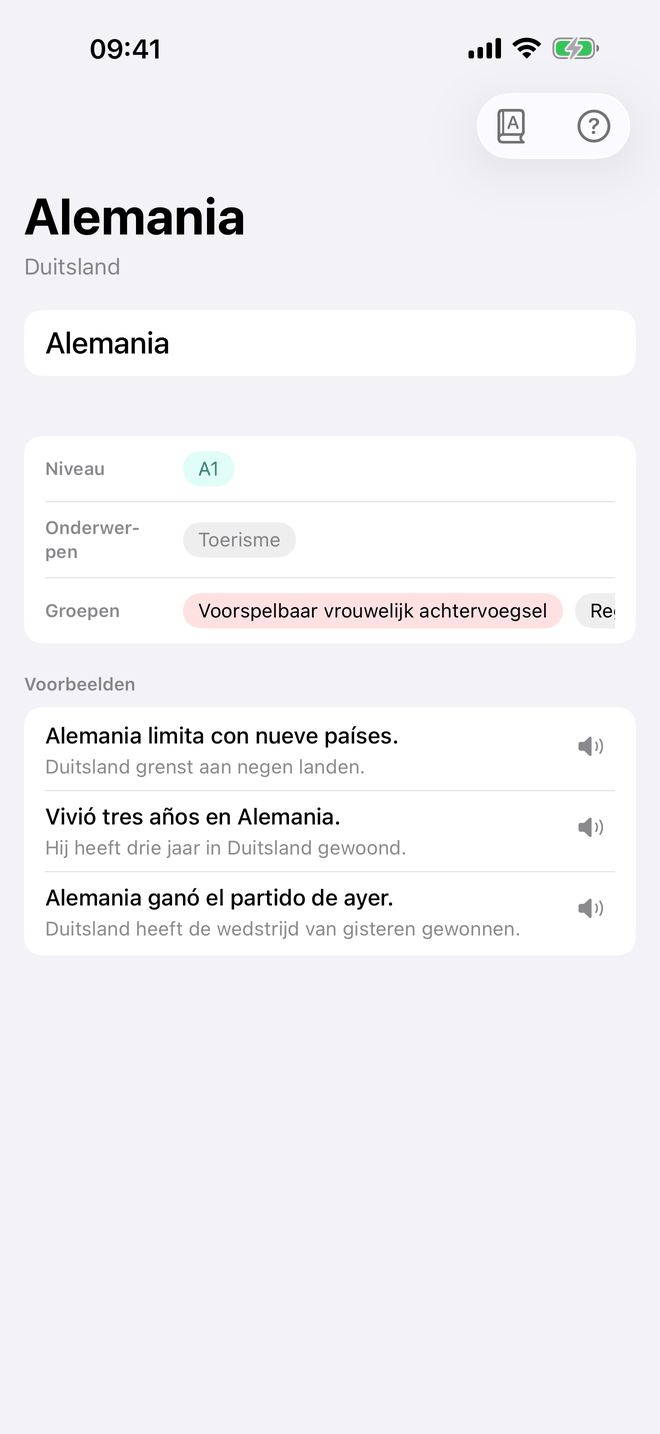 09:41
Alemania
Duitsland
Alemania
Niveau
A1
Onderwer-
pen
Toerisme
Groepen
Voorspelbaar vrouwelijk achtervoegsel
Voorbeelden
Alemania limita con nueve países.
Duitsland grenst aan negen landen.
Vivió tres años en Alemania.
Hij heeft drie jaar in Duitsland gewoond.
Alemania ganó el partido de ayer.
Duitsland heeft de wedstrijd van gisteren gewonnen.